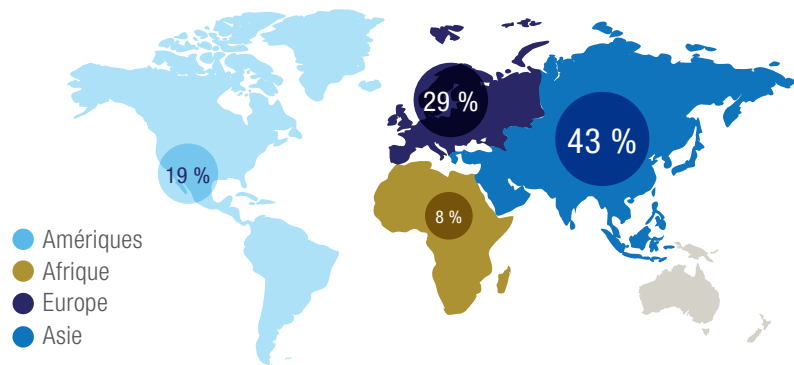 29 %
43 %
19 %
8 %
Amériques
Afrique
Europe
Asie